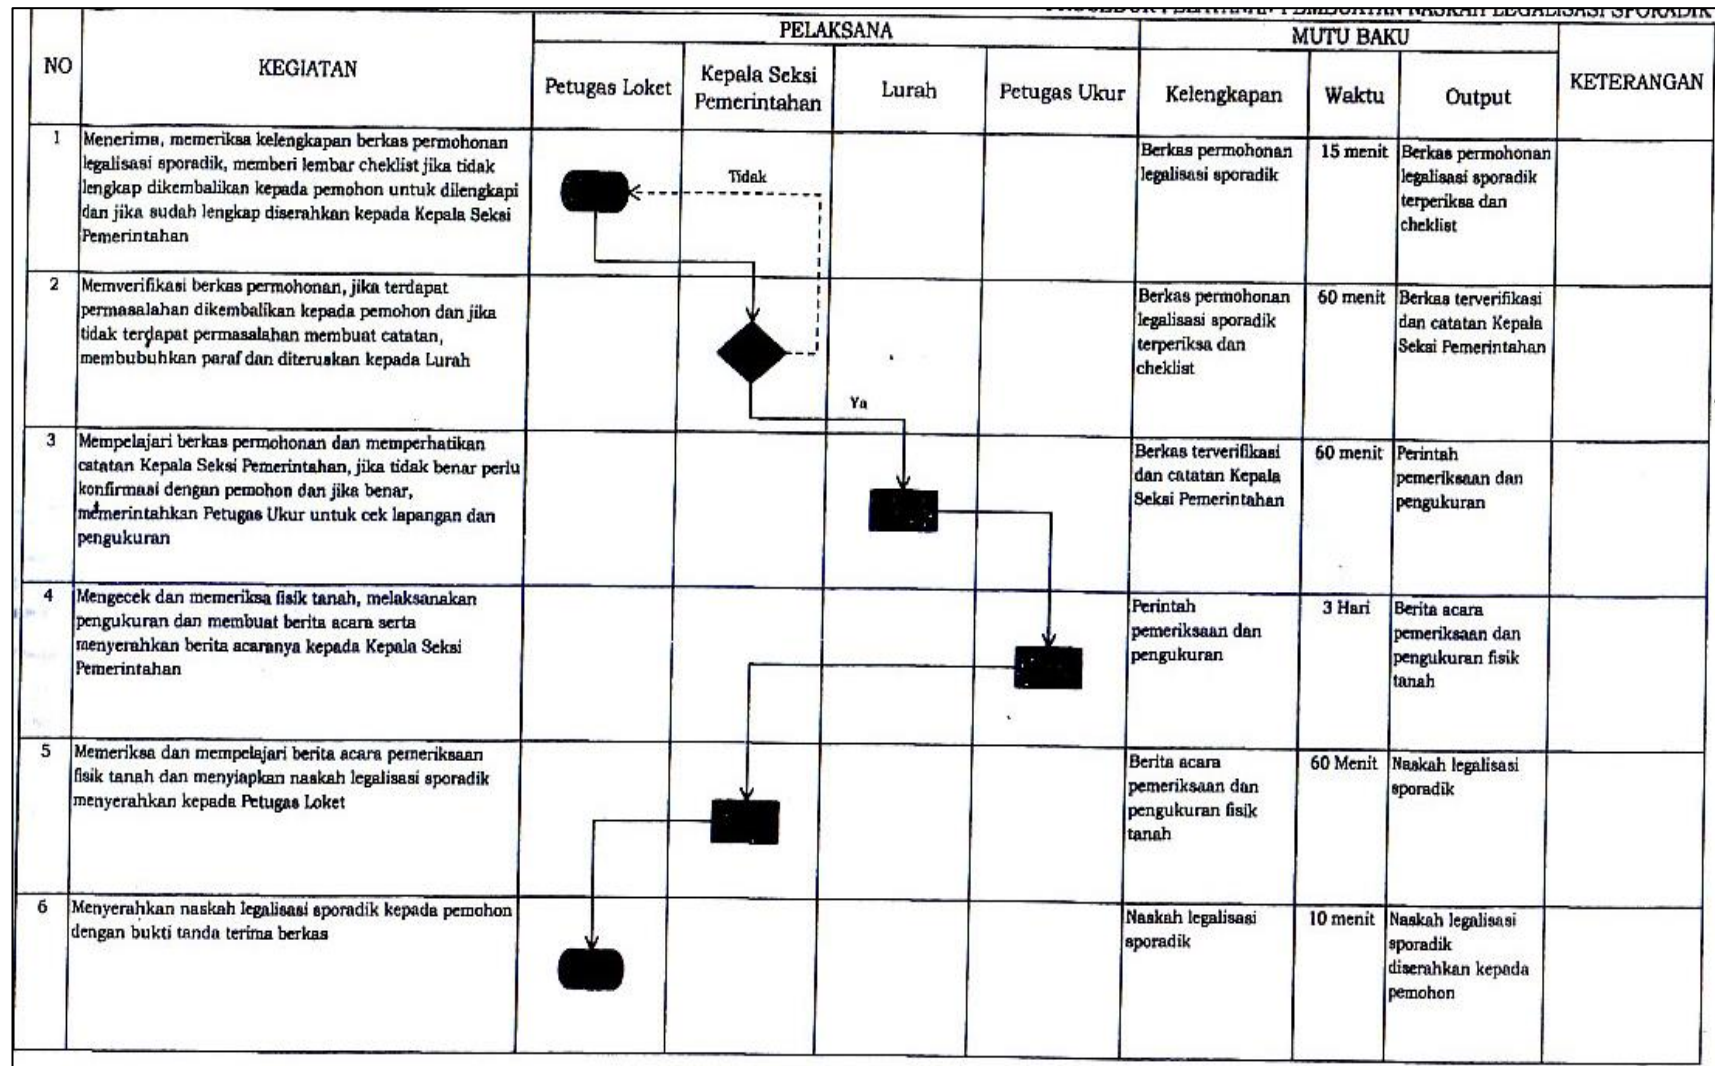 PROSEDUR PELAYANAN PEMBUATAN NASKAH LEGALISASI SPORADIK
NO
KEGIATAN
PELAKSANA
MUTU BAKU
KETERANGAN
Petugas Loket
Kepala Seksi
Pemerintahan
Lurah
Petugas Ukur
Kelengkapan
Waktu
Output
1
Menerima, memeriksa kelengkapan berkas permohonan
legalisasi sporadik, memberi lembar cheklist jika tidak
lengkap dikembalikan kepada pemohon untuk dilengkapi
dan jika sudah lengkap diserahkan kepada Kepala Seksi
Pemerintahan
Tidak
Berkas permohonan
legalisasi sporadik
15 menit
Berkas permohonan
legalisasi sporadik
terperiksa dan
cheklist
2
Memverifikasi berkas permohonan, jika terdapat
permasalahan dikembalikan kepada pemohon dan jika
tidak terdapat permasalahan membuat catatan,
membubuhkan paraf dan diteruskan kepada Lurah
Ya
Berkas permohonan
legalisasi sporadik
terperiksa dan
cheklist
60 menit
Berkas terverifikasi
dan catatan Kepala
Seksi Pemerintahan
3
Mempelajari berkas permohonan dan memperhatikan
catatan Kepala Seksi Pemerintahan, jika tidak benar perlu
konfirmasi dengan pemohon dan jika benar,
memerintahkan Petugas Ukur untuk cek lapangan dan
pengukuran
Berkas terverifikasi
dan catatan Kepala
Seksi Pemerintahan
60 menit
Perintah
pemeriksaan dan
pengukuran
4
Mengecek dan memeriksa fisik tanah, melaksanakan
pengukuran dan membuat berita acara serta
menyerahkan berita acaranya kepada Kepala Seksi
Pemerintahan
Perintah
pemeriksaan dan
pengukuran
3 Hari
Berita acara
pemeriksaan dan
pengukuran fisik
tanah
5
Memeriksa dan mempelajari berita acara pemeriksaan
fisik tanah dan menyiapkan naskah legalisasi sporadik
menyerahkan kepada Petugas Loket
Berita acara
pemeriksaan dan
pengukuran fisik
tanah
60 Menit
Naskah legalisasi
sporadik
6
Menyerahkan naskah legalisasi sporadik kepada pemohon
dengan bukti tanda terima berkas
Naskah legalisasi
sporadik
10 menit
Naskah legalisasi
sporadik
diserahkan kepada
pemohon